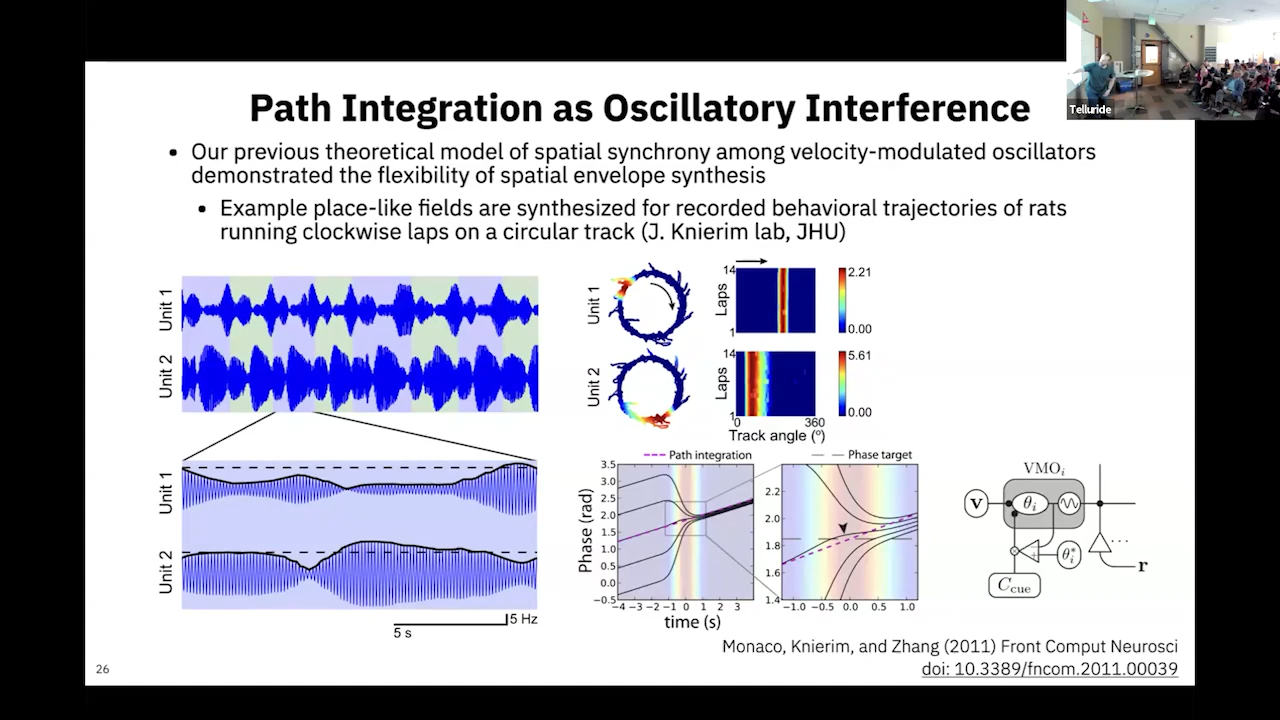 Telluride
Path Integration as Oscillatory Interference
• Our previous theoretical model of spatial synchrony among velocity-modulated oscillators
demonstrated the flexibility of spatial envelope synthesis
• Example place-like fields are synthesized for recorded behavioral trajectories of rats
running clockwise laps on a circular track (J. Knierim lab, JHU)
Unit 1
Unit 2
Unit 1
Unit 2
5 s
5 Hz
Unit 1
Unit 2
Laps
14
1
2.21
0.00
Laps
14
1
5.61
0.00
0 360
Track angle (°)
Path integration
Phase target
Phase (rad)
3.5
3.0
2.5
2.0
1.5
1.0
0.5
0.0
-0.5
-4 -3 -2 -1 0 1 2 3
time (s)
2.2
2.0
1.8
1.6
1.4
-1.0 -0.5 0.0 0.5 1.0
VMOᵢ
v
θᵢ
θᵢ*
C_cue
r
...
Monaco, Knierim, and Zhang (2011) Front Comput Neurosci
doi: 10.3389/fncom.2011.00039
26